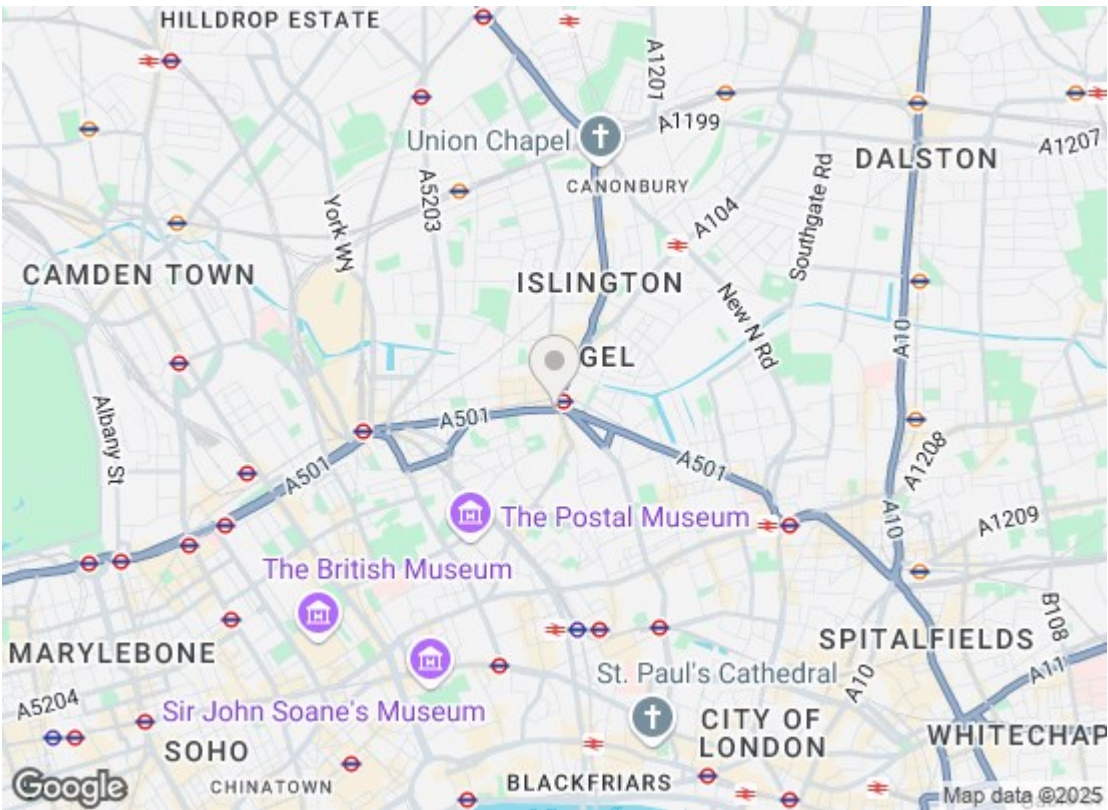 HILLDROP ESTATE
A1201
Union Chapel
A1199
DALSTON
A1207
CANONBURY
A5203
York Wy
A104
Southgate Rd
CAMDEN TOWN
ISLINGTON
New N Rd
GEL
A10
Albany St
A501
A501
A501
A1208
The Postal Museum
A10
A1209
The British Museum
B108
MARYLEBONE
SPITALFIELDS
St. Paul's Cathedral
A10
A11
A5204
Sir John Soane's Museum
CITY OF
LONDON
WHITECHAP
SOHO
CHINATOWN
BLACKFRIARS
Google
Map data ©2025